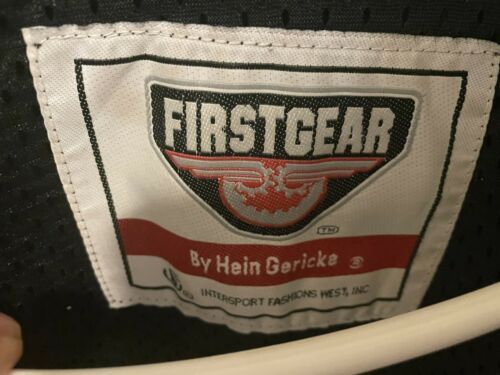 FIRSTGEAR
TM
By Hein Gericke ®
INTERSPORT FASHIONS WEST, INC